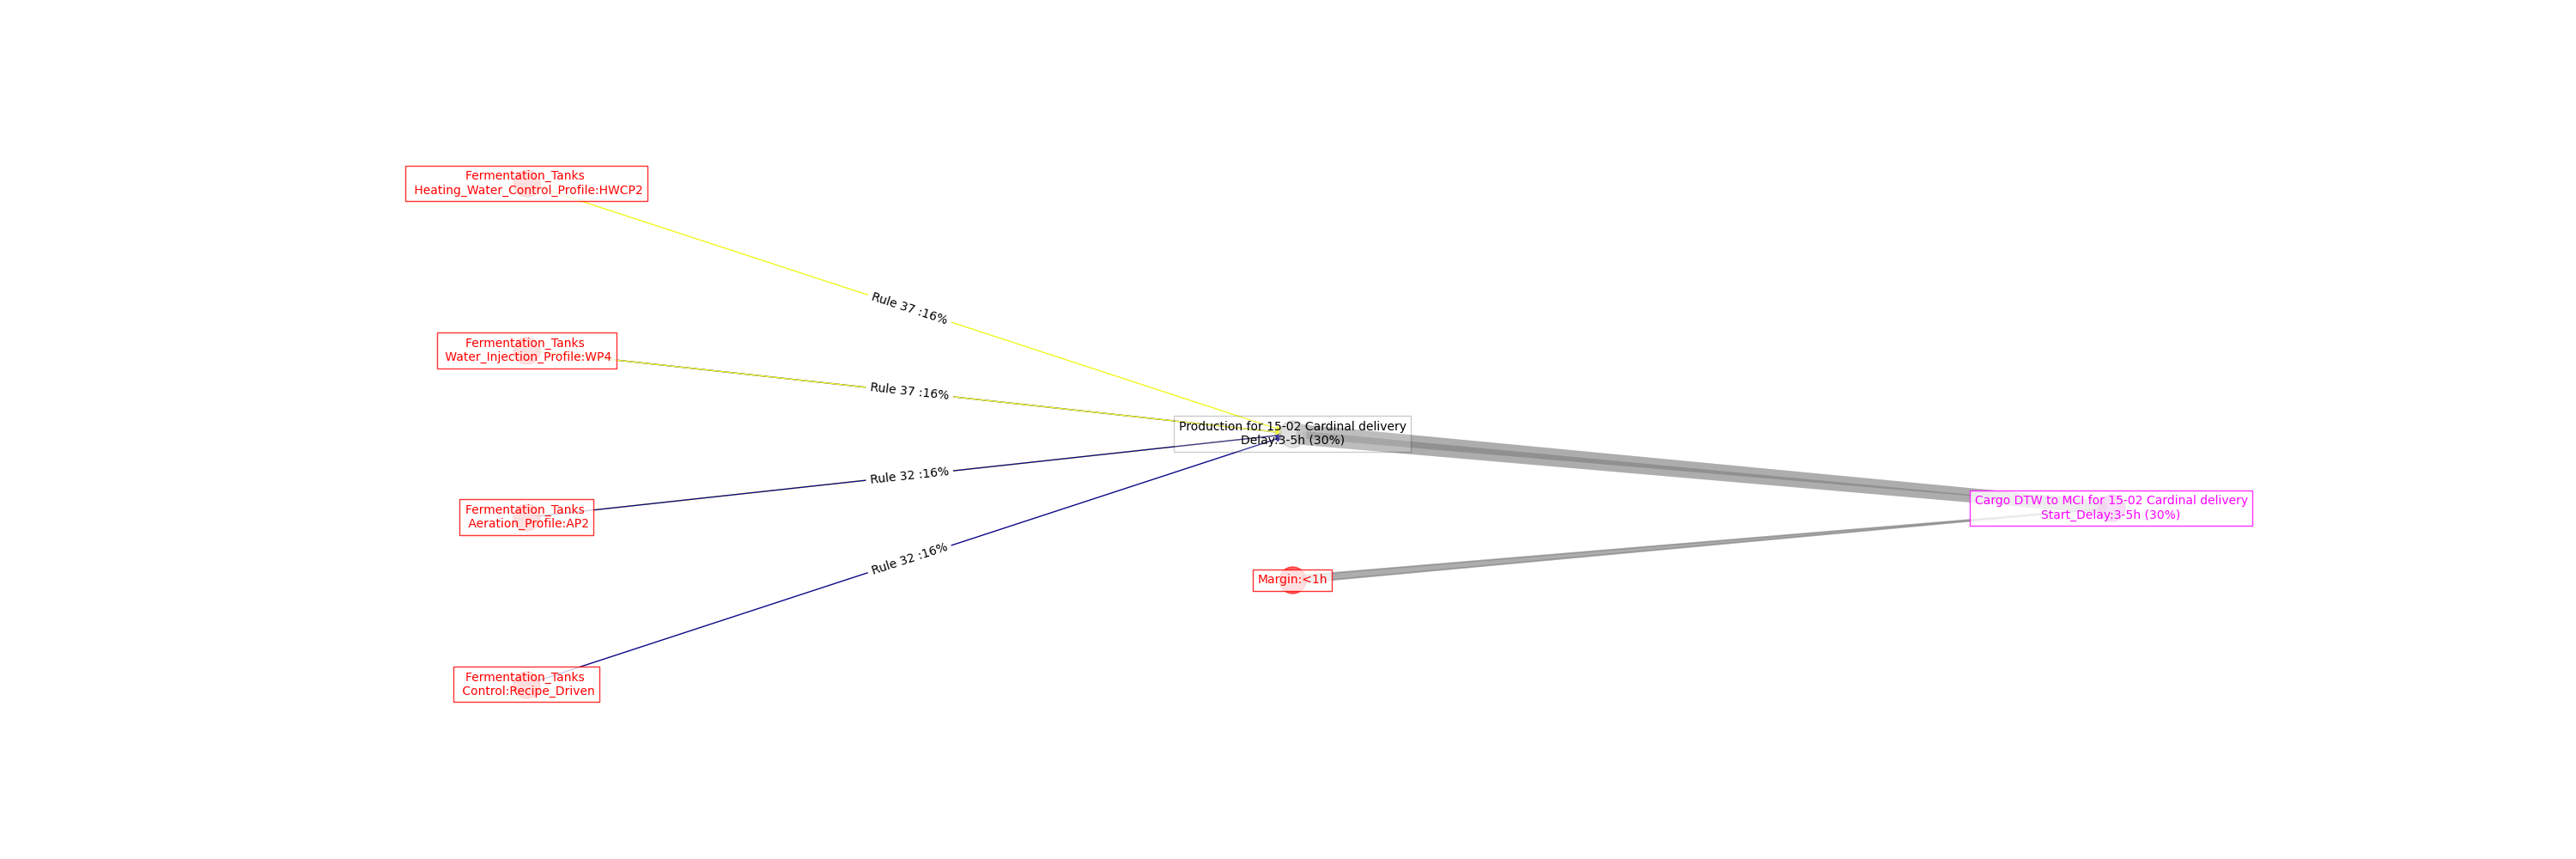 Fermentation_Tanks
Heating_Water_Control_Profile:HWCP2
Rule 37 :16%
Fermentation_Tanks
Water_Injection_Profile:WP4
Rule 37 :16%
Production for 15-02 Cardinal delivery
Delay:3-5h (30%)
Rule 32 :16%
Fermentation_Tanks
Aeration_Profile:AP2
Cargo DTW to MCI for 15-02 Cardinal delivery
Start_Delay:3-5h (30%)
Rule 32 :16%
Margin:<1h
Fermentation_Tanks
Control:Recipe_Driven